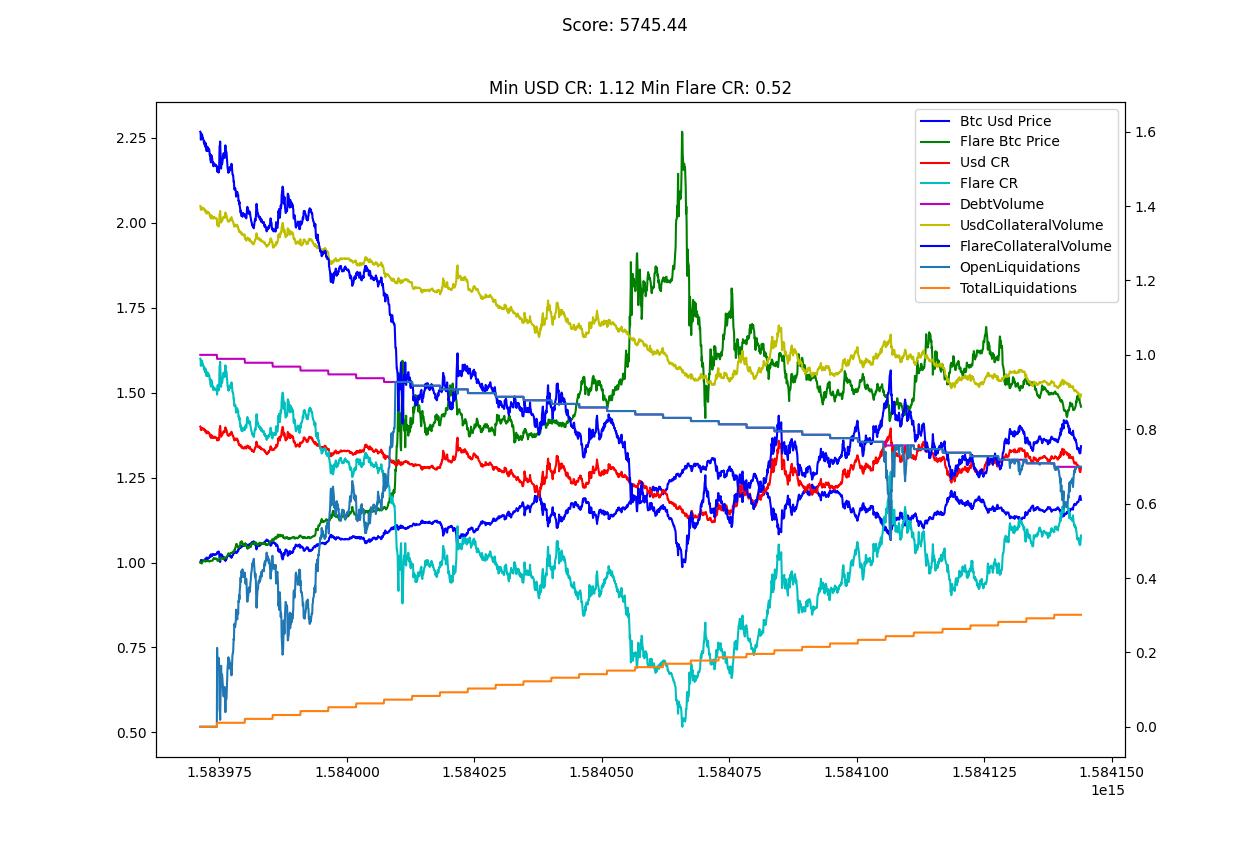 Score: 5745.44
Min USD CR: 1.12 Min Flare CR: 0.52
Btc Usd Price
Flare Btc Price
Usd CR
Flare CR
DebtVolume
UsdCollateralVolume
FlareCollateralVolume
OpenLiquidations
TotalLiquidations
2.25
2.00
1.75
1.50
1.25
1.00
0.75
0.50
1.6
1.4
1.2
1.0
0.8
0.6
0.4
0.2
0.0
1.583975 1.584000 1.584025 1.584050 1.584075 1.584100 1.584125 1.584150
1e15